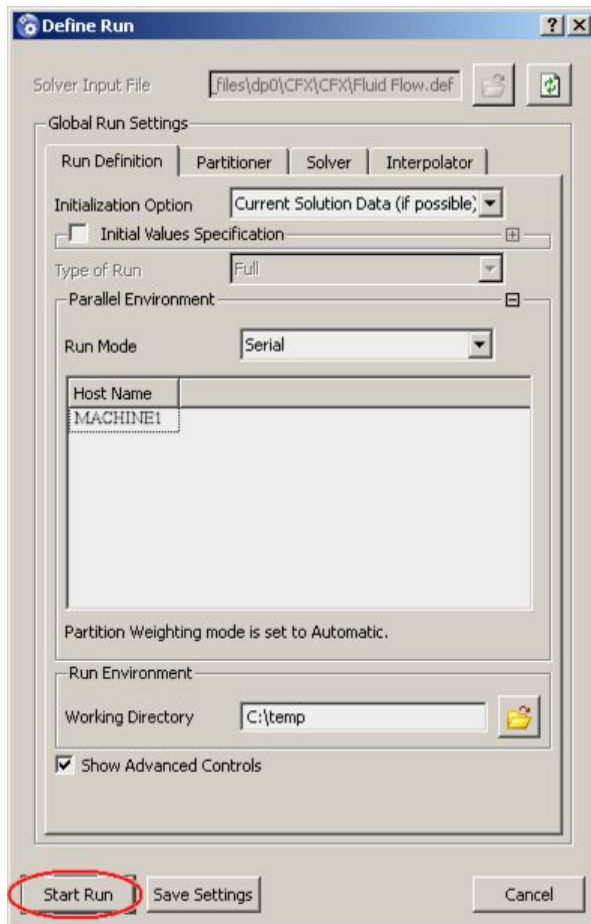 Define Run
Solver Input File
_files\dp0\CFX\CFX\Fluid Flow.def
Global Run Settings
Run Definition
Partitioner
Solver
Interpolator
Initialization Option
Current Solution Data (if possible)
Initial Values Specification
Type of Run
Full
Parallel Environment
Run Mode
Serial
Host Name
MACHINE1
Partition Weighting mode is set to Automatic.
Run Environment
Working Directory
C:\temp
Show Advanced Controls
Start Run
Save Settings
Cancel